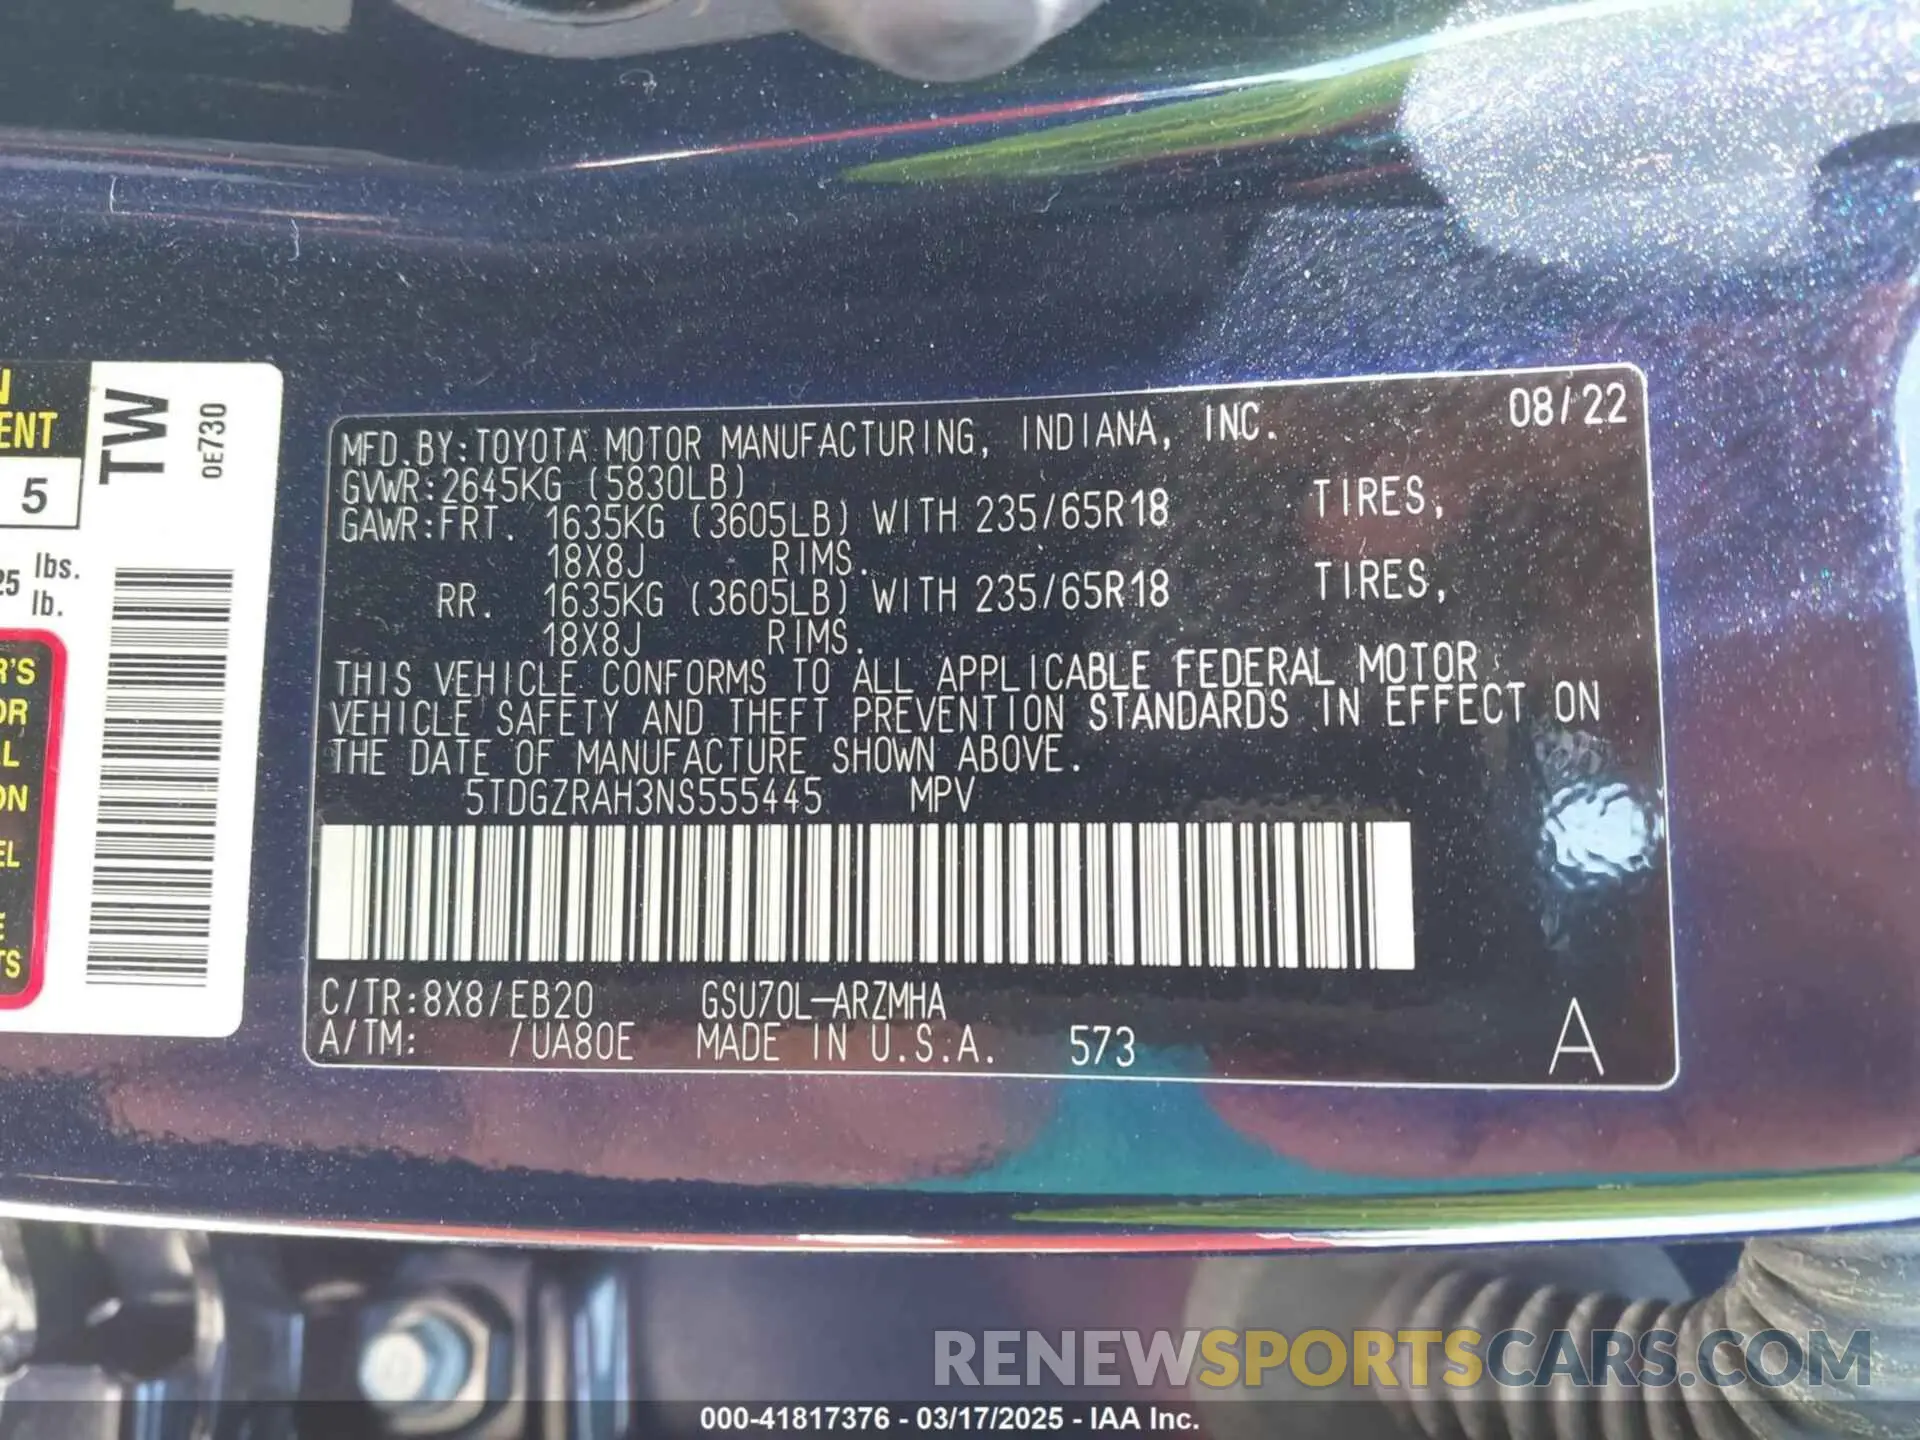 MFD.BY:TOYOTA MOTOR MANUFACTURING, INDIANA, INC. 08/22
GVWR:2645KG (5830LB)
GAWR:FRT. 1635KG (3605LB) WITH 235/65R18 TIRES,
18X8J RIMS.
RR. 1635KG (3605LB) WITH 235/65R18 TIRES,
18X8J RIMS.
THIS VEHICLE CONFORMS TO ALL APPLICABLE FEDERAL MOTOR
VEHICLE SAFETY AND THEFT PREVENTION STANDARDS IN EFFECT ON
THE DATE OF MANUFACTURE SHOWN ABOVE.
5TDGZRAH3NS555445 MPV
C/TR:8X8/EB20 GSU70L-ARZMHA
A/TM: /UA80E MADE IN U.S.A. 573 A
TW
0E730
5
lbs.
lb.
RENEWSPORTSCARS.COM
000-41817376 - 03/17/2025 - IAA Inc.